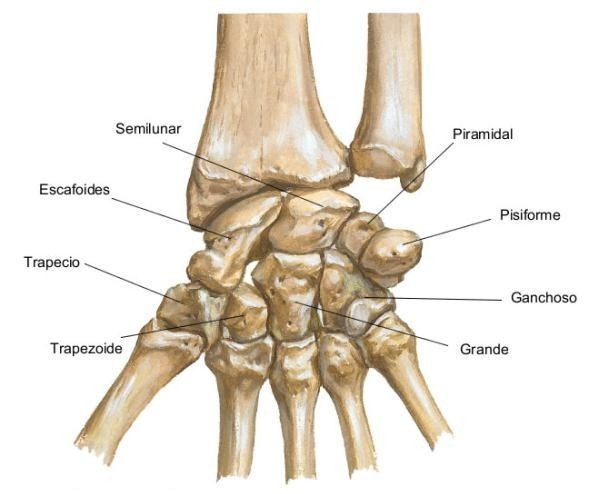 Semilunar
Piramidal
Escafoides
Pisiforme
Trapecio
Ganchoso
Trapezoide
Grande